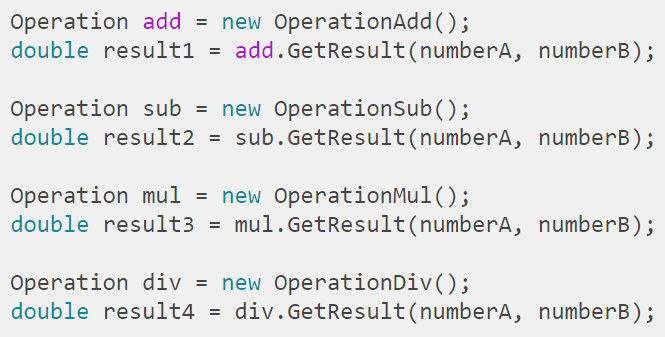 Operation add = new OperationAdd();
double result1 = add.GetResult(numberA, numberB);
Operation sub = new OperationSub();
double result2 = sub.GetResult(numberA, numberB);
Operation mul = new OperationMul();
double result3 = mul.GetResult(numberA, numberB);
Operation div = new OperationDiv();
double result4 = div.GetResult(numberA, numberB);